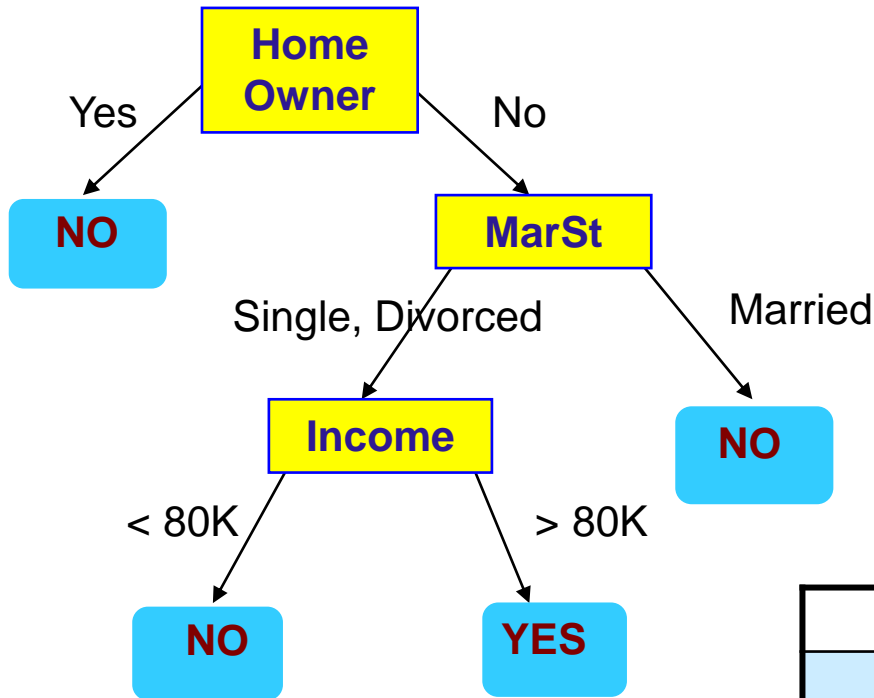 Home
Owner
Yes
No
NO
MarSt
Single, Divorced
Married
Income
NO
< 80K
> 80K
NO
YES